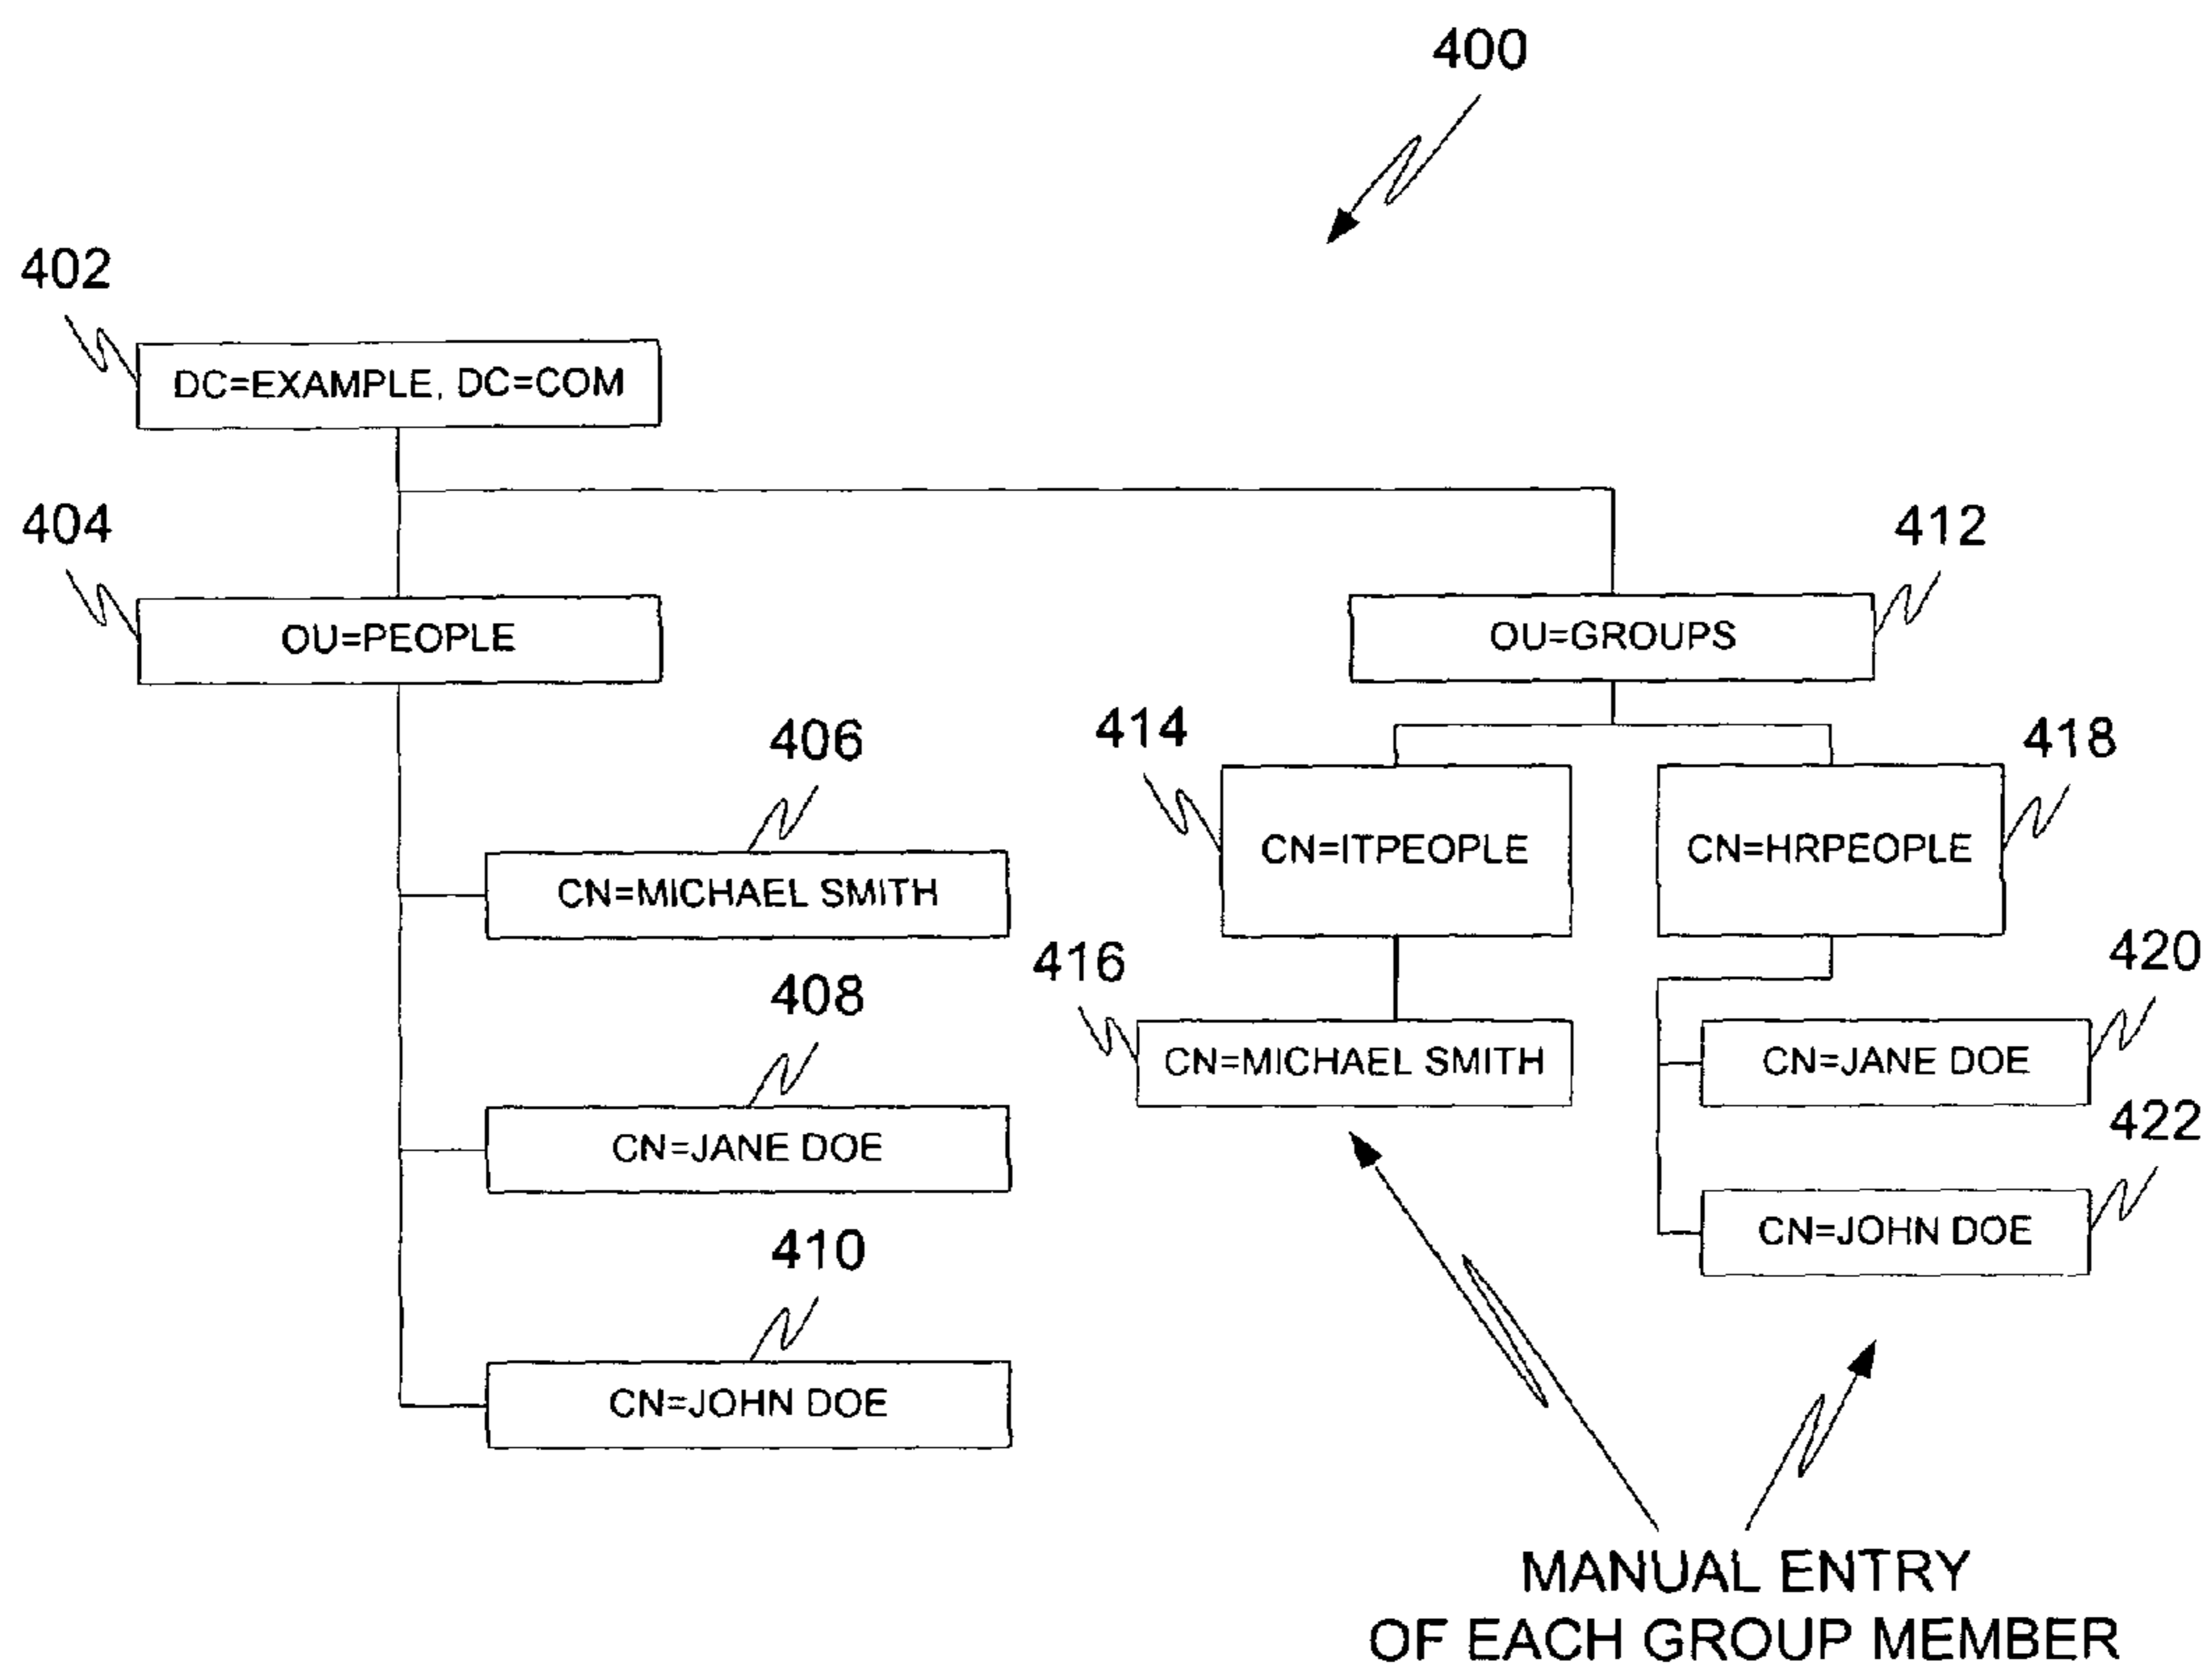 400
402
DC=EXAMPLE, DC=COM
404
OU=PEOPLE
412
OU=GROUPS
406
CN=MICHAEL SMITH
408
CN=JANE DOE
410
CN=JOHN DOE
414
CN=ITPEOPLE
418
CN=HRPEOPLE
416
CN=MICHAEL SMITH
420
CN=JANE DOE
422
CN=JOHN DOE
MANUAL ENTRY
OF EACH GROUP MEMBER